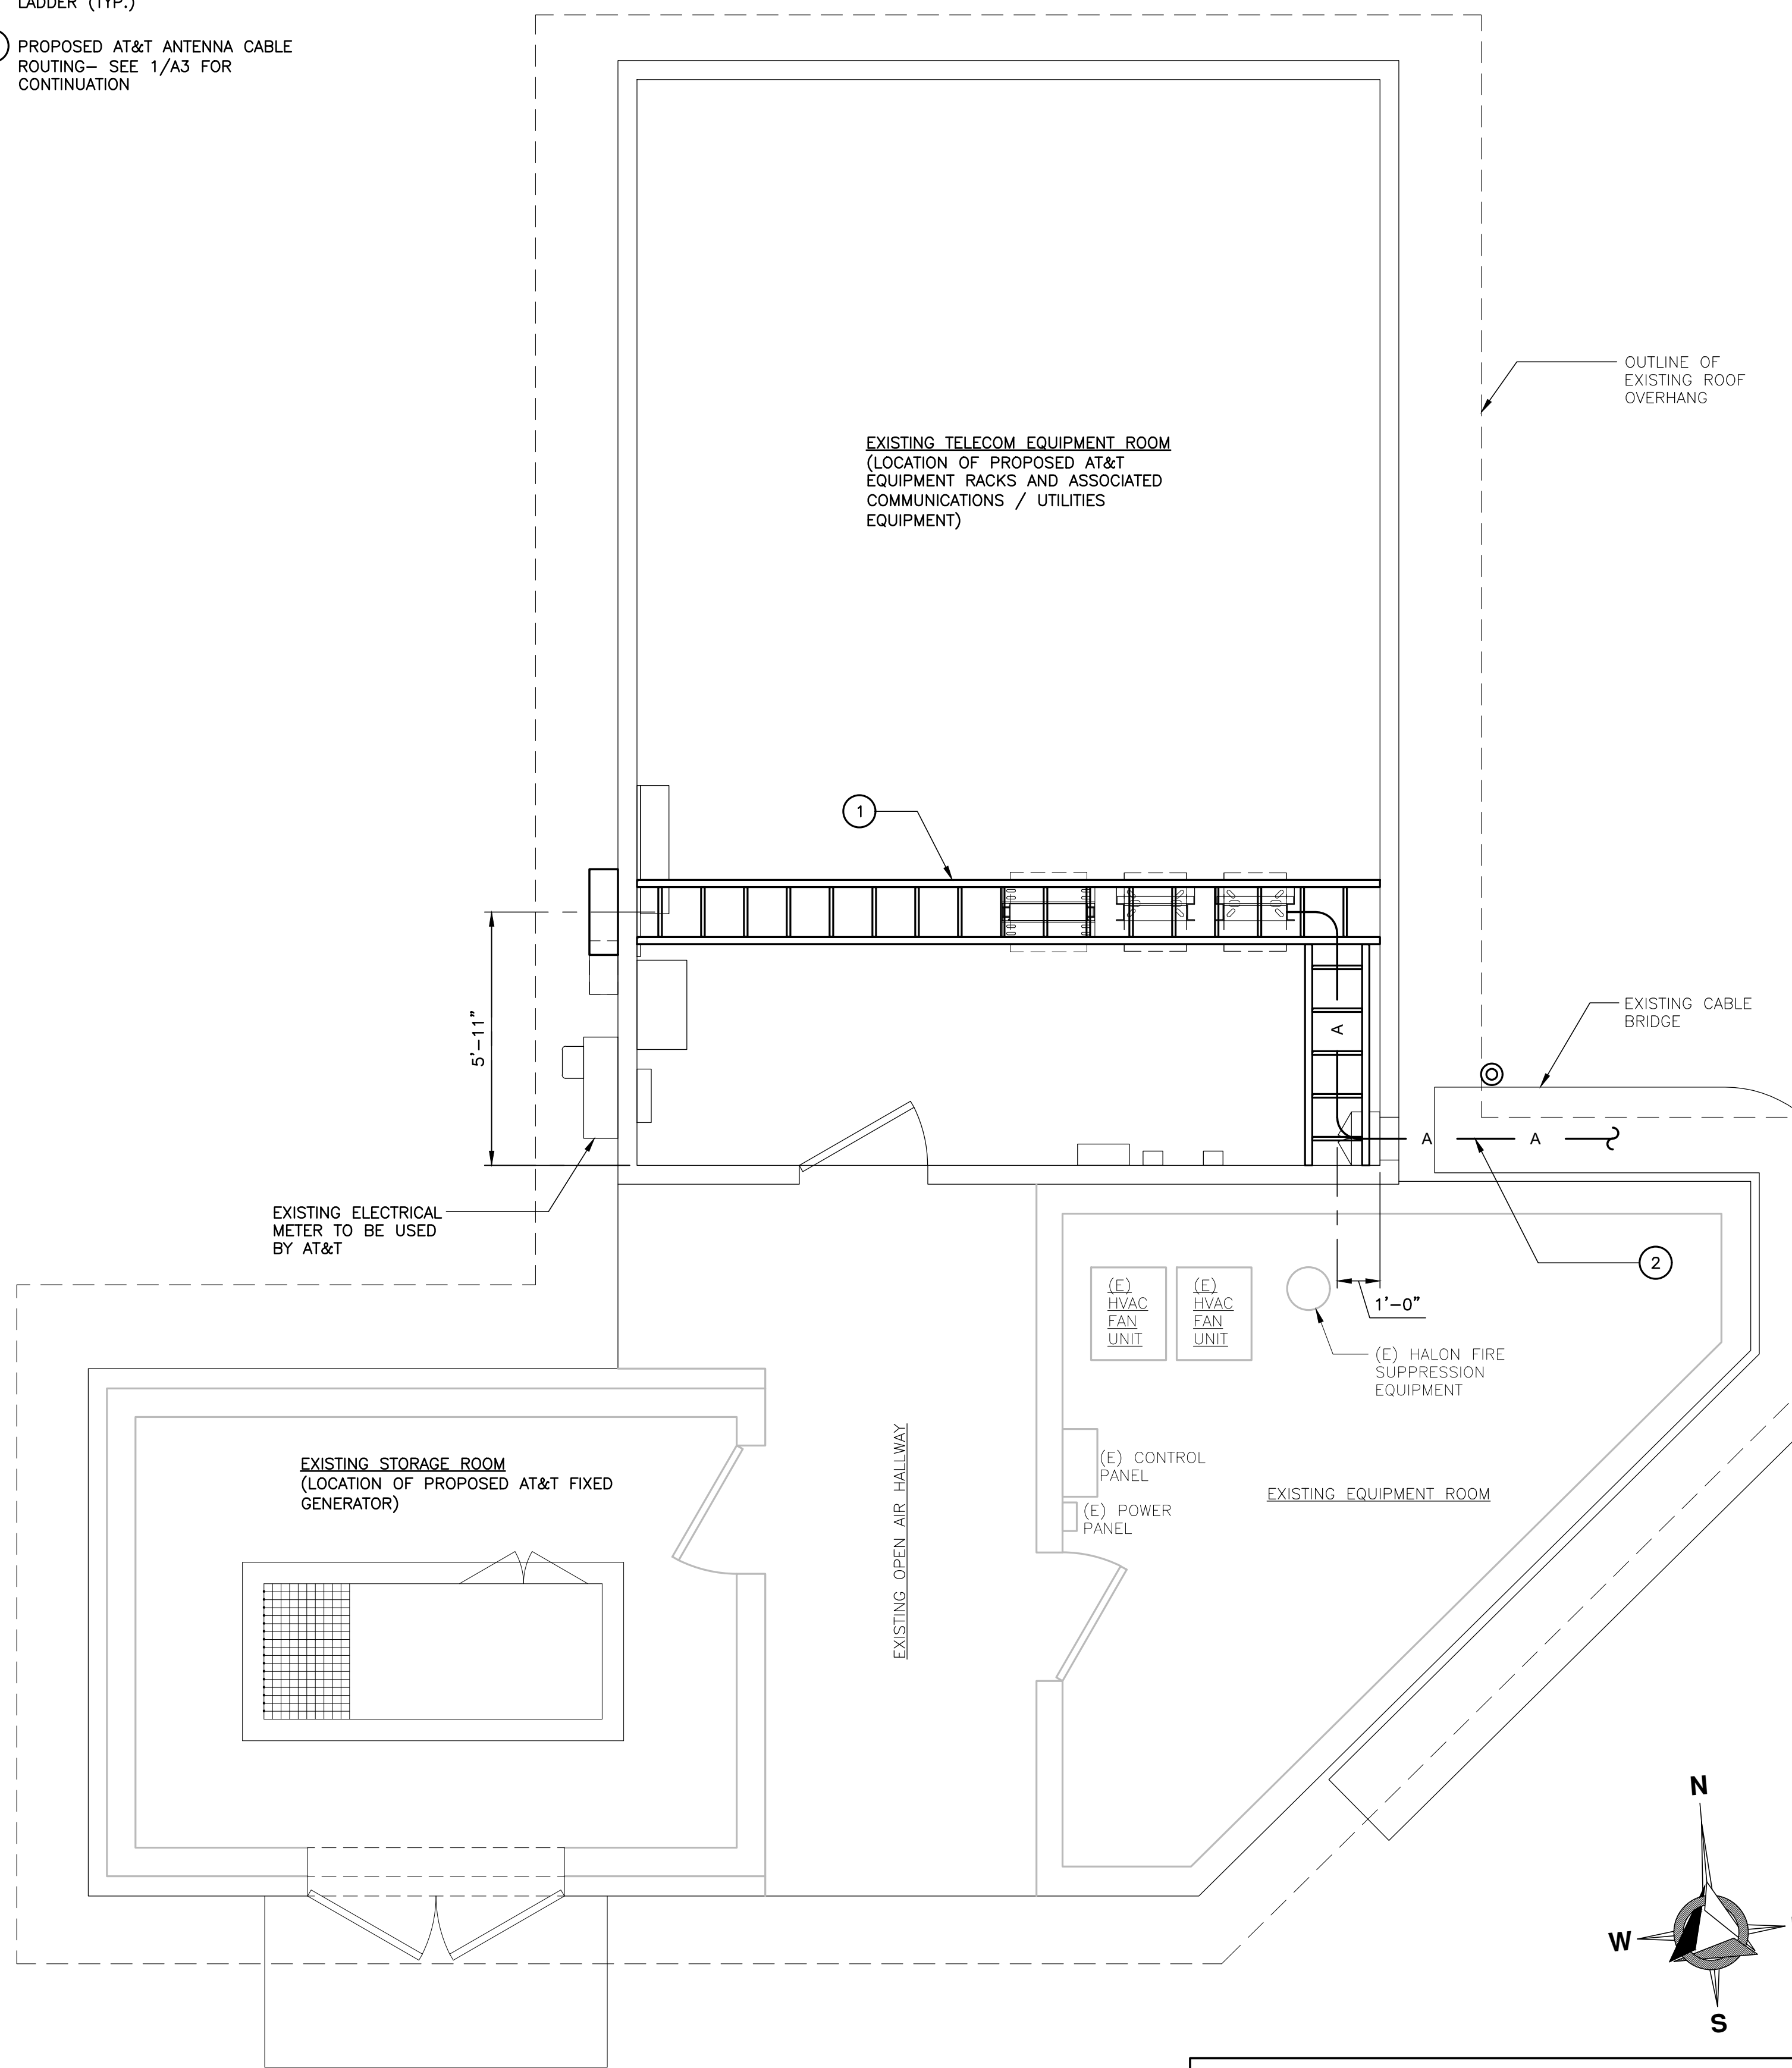 LADDER (TYP.)
PROPOSED AT&T ANTENNA CABLE
ROUTING– SEE 1/A3 FOR
CONTINUATION
OUTLINE OF
EXISTING ROOF
OVERHANG
EXISTING TELECOM EQUIPMENT ROOM
(LOCATION OF PROPOSED AT&T
EQUIPMENT RACKS AND ASSOCIATED
COMMUNICATIONS / UTILITIES
EQUIPMENT)
1
5'–11"
A
EXISTING CABLE
BRIDGE
A
A
EXISTING ELECTRICAL
METER TO BE USED
BY AT&T
2
1'–0"
(E)
HVAC
FAN
UNIT
(E)
HVAC
FAN
UNIT
(E) HALON FIRE
SUPPRESSION
EQUIPMENT
EXISTING STORAGE ROOM
(LOCATION OF PROPOSED AT&T FIXED
GENERATOR)
EXISTING OPEN AIR HALLWAY
(E) CONTROL
PANEL
(E) POWER
PANEL
EXISTING EQUIPMENT ROOM
N
W
S